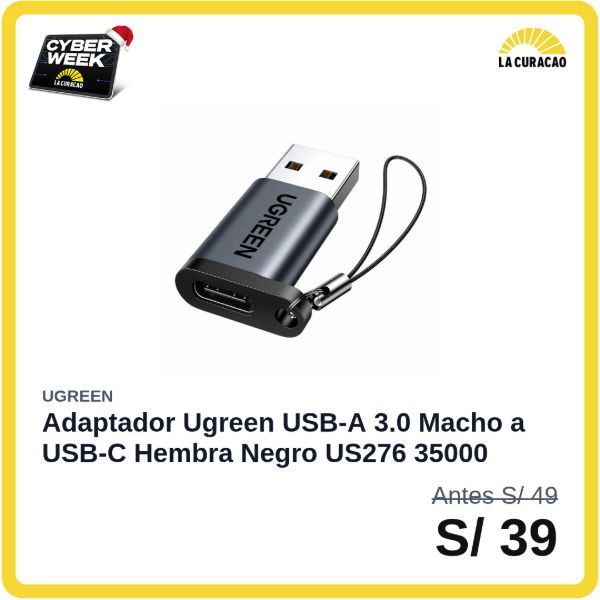 CYBER
WEEK
LA CURACAO
LA CURACAO
UGREEN
UGREEN
Adaptador Ugreen USB-A 3.0 Macho a
USB-C Hembra Negro US276 35000
Antes S/ 49
S/ 39